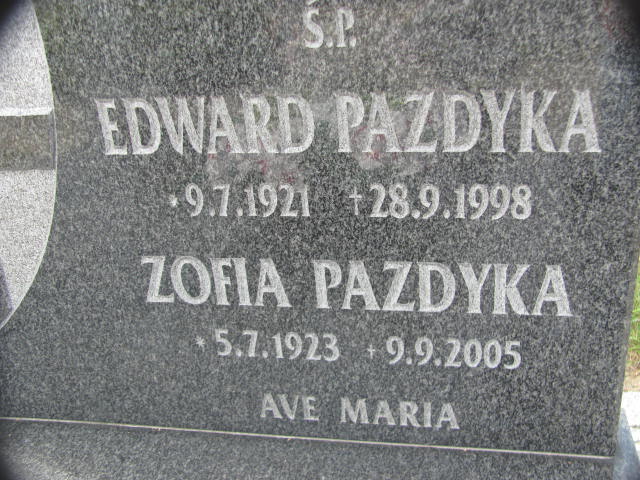 Ś.P.
EDWARD PAZDYKA
*9.7.1921 †28.9.1998
ZOFIA PAZDYKA
*5.7.1923 †9.9.2005
AVE MARIA